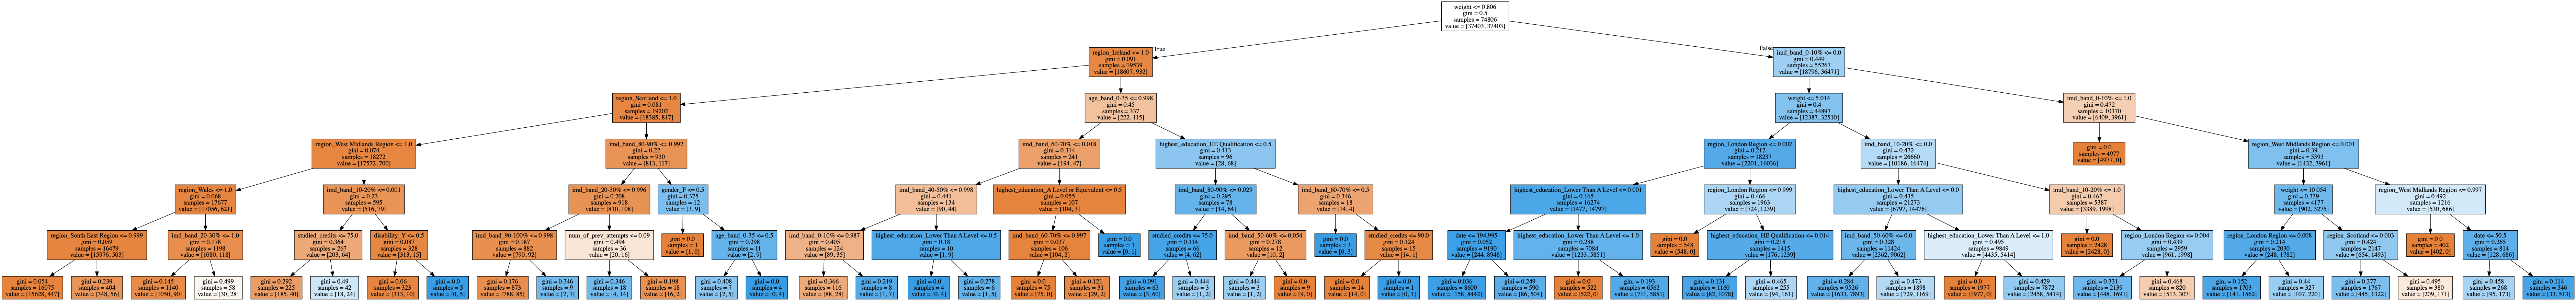 weight <= 0.806
gini = 0.5
samples = 74806
value = [37403, 37403]
True
False
region_Ireland <= 1.0
gini = 0.091
samples = 19539
value = [18607, 932]
imd_band_0-10% <= 0.0
gini = 0.449
samples = 55267
value = [18796, 36471]
region_Scotland <= 1.0
gini = 0.081
samples = 19202
value = [18385, 817]
age_band_0-35 <= 0.998
gini = 0.45
samples = 337
value = [222, 115]
weight <= 5.014
gini = 0.4
samples = 44897
value = [12387, 32510]
imd_band_0-10% <= 1.0
gini = 0.472
samples = 10370
value = [6409, 3961]
region_West Midlands Region <= 1.0
gini = 0.074
samples = 18272
value = [17572, 700]
imd_band_80-90% <= 0.992
gini = 0.22
samples = 930
value = [813, 117]
imd_band_60-70% <= 0.018
gini = 0.314
samples = 241
value = [194, 47]
highest_education_HE Qualification <= 0.5
gini = 0.413
samples = 96
value = [28, 68]
region_London Region <= 0.002
gini = 0.212
samples = 18237
value = [2201, 16036]
imd_band_10-20% <= 0.0
gini = 0.472
samples = 26660
value = [10186, 16474]
gini = 0.0
samples = 4977
value = [4977, 0]
region_West Midlands Region <= 0.001
gini = 0.39
samples = 5393
value = [1432, 3961]
region_Wales <= 1.0
gini = 0.068
samples = 17677
value = [17056, 621]
imd_band_10-20% <= 0.001
gini = 0.23
samples = 595
value = [516, 79]
imd_band_20-30% <= 0.996
gini = 0.208
samples = 918
value = [810, 108]
gender_F <= 0.5
gini = 0.375
samples = 12
value = [3, 9]
imd_band_40-50% <= 0.998
gini = 0.441
samples = 134
value = [90, 44]
highest_education_A Level or Equivalent <= 0.5
gini = 0.055
samples = 107
value = [104, 3]
imd_band_80-90% <= 0.029
gini = 0.295
samples = 78
value = [14, 64]
imd_band_60-70% <= 0.5
gini = 0.346
samples = 18
value = [14, 4]
highest_education_Lower Than A Level <= 0.001
gini = 0.165
samples = 16274
value = [1477, 14797]
region_London Region <= 0.999
gini = 0.466
samples = 1963
value = [724, 1239]
highest_education_Lower Than A Level <= 0.0
gini = 0.435
samples = 21273
value = [6797, 14476]
imd_band_10-20% <= 1.0
gini = 0.467
samples = 5387
value = [3389, 1998]
weight <= 10.054
gini = 0.339
samples = 4177
value = [902, 3275]
region_West Midlands Region <= 0.997
gini = 0.492
samples = 1216
value = [530, 686]
region_South East Region <= 0.999
gini = 0.059
samples = 16479
value = [15976, 503]
imd_band_20-30% <= 1.0
gini = 0.178
samples = 1198
value = [1080, 118]
studied_credits <= 75.0
gini = 0.364
samples = 267
value = [203, 64]
disability_Y <= 0.5
gini = 0.087
samples = 328
value = [313, 15]
imd_band_90-100% <= 0.998
gini = 0.187
samples = 882
value = [790, 92]
num_of_prev_attempts <= 0.09
gini = 0.494
samples = 36
value = [20, 16]
gini = 0.0
samples = 1
value = [1, 0]
age_band_0-35 <= 0.5
gini = 0.298
samples = 11
value = [2, 9]
imd_band_0-10% <= 0.987
gini = 0.405
samples = 124
value = [89, 35]
highest_education_Lower Than A Level <= 0.5
gini = 0.18
samples = 10
value = [1, 9]
imd_band_60-70% <= 0.997
gini = 0.037
samples = 106
value = [104, 2]
gini = 0.0
samples = 1
value = [0, 1]
studied_credits <= 75.0
gini = 0.114
samples = 66
value = [4, 62]
imd_band_50-60% <= 0.054
gini = 0.278
samples = 12
value = [10, 2]
gini = 0.0
samples = 3
value = [0, 3]
studied_credits <= 90.0
gini = 0.124
samples = 15
value = [14, 1]
date <= 194.995
gini = 0.052
samples = 9190
value = [244, 8946]
highest_education_Lower Than A Level <= 1.0
gini = 0.288
samples = 7084
value = [1233, 5851]
gini = 0.0
samples = 548
value = [548, 0]
highest_education_HE Qualification <= 0.014
gini = 0.218
samples = 1415
value = [176, 1239]
imd_band_50-60% <= 0.0
gini = 0.328
samples = 11424
value = [2362, 9062]
highest_education_Lower Than A Level <= 1.0
gini = 0.495
samples = 9849
value = [4435, 5414]
gini = 0.0
samples = 2428
value = [2428, 0]
region_London Region <= 0.004
gini = 0.439
samples = 2959
value = [961, 1998]
region_London Region <= 0.008
gini = 0.214
samples = 2030
value = [248, 1782]
region_Scotland <= 0.003
gini = 0.424
samples = 2147
value = [654, 1493]
gini = 0.0
samples = 402
value = [402, 0]
date <= 50.5
gini = 0.265
samples = 814
value = [128, 686]
gini = 0.054
samples = 16075
value = [15628, 447]
gini = 0.239
samples = 404
value = [348, 56]
gini = 0.145
samples = 1140
value = [1050, 90]
gini = 0.499
samples = 58
value = [30, 28]
gini = 0.292
samples = 225
value = [185, 40]
gini = 0.49
samples = 42
value = [18, 24]
gini = 0.06
samples = 323
value = [313, 10]
gini = 0.0
samples = 5
value = [0, 5]
gini = 0.176
samples = 873
value = [788, 85]
gini = 0.346
samples = 9
value = [2, 7]
gini = 0.346
samples = 18
value = [4, 14]
gini = 0.198
samples = 18
value = [16, 2]
gini = 0.408
samples = 7
value = [2, 5]
gini = 0.0
samples = 4
value = [0, 4]
gini = 0.366
samples = 116
value = [88, 28]
gini = 0.219
samples = 8
value = [1, 7]
gini = 0.0
samples = 4
value = [0, 4]
gini = 0.278
samples = 6
value = [1, 5]
gini = 0.0
samples = 75
value = [75, 0]
gini = 0.121
samples = 31
value = [29, 2]
gini = 0.091
samples = 63
value = [3, 60]
gini = 0.444
samples = 3
value = [1, 2]
gini = 0.444
samples = 3
value = [1, 2]
gini = 0.0
samples = 9
value = [9, 0]
gini = 0.0
samples = 14
value = [14, 0]
gini = 0.0
samples = 1
value = [0, 1]
gini = 0.036
samples = 8600
value = [158, 8442]
gini = 0.249
samples = 590
value = [86, 504]
gini = 0.0
samples = 522
value = [522, 0]
gini = 0.193
samples = 6562
value = [711, 5851]
gini = 0.131
samples = 1160
value = [82, 1078]
gini = 0.465
samples = 255
value = [94, 161]
gini = 0.284
samples = 9526
value = [1633, 7893]
gini = 0.473
samples = 1898
value = [729, 1169]
gini = 0.0
samples = 1977
value = [1977, 0]
gini = 0.429
samples = 7872
value = [2458, 5414]
gini = 0.331
samples = 2139
value = [448, 1691]
gini = 0.468
samples = 820
value = [513, 307]
gini = 0.152
samples = 1703
value = [141, 1562]
gini = 0.44
samples = 327
value = [107, 220]
gini = 0.377
samples = 1767
value = [445, 1322]
gini = 0.495
samples = 380
value = [209, 171]
gini = 0.458
samples = 268
value = [95, 173]
gini = 0.114
samples = 546
value = [33, 513]